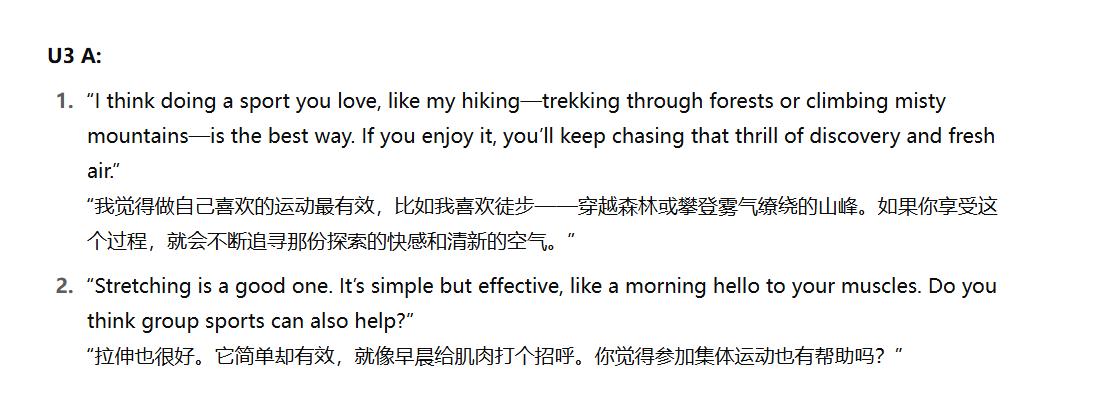 U3 A:
1. “I think doing a sport you love, like my hiking—trekking through forests or climbing misty
mountains—is the best way. If you enjoy it, you’ll keep chasing that thrill of discovery and fresh
air.”
“我觉得做自己喜欢的运动最有效，比如我喜欢徒步——穿越森林或攀登雾气缭绕的山峰。如果你享受这
个过程，就会不断追寻那份探索的快感和清新的空气。”
2. “Stretching is a good one. It’s simple but effective, like a morning hello to your muscles. Do you
think group sports can also help?”
“拉伸也很好。它简单却有效，就像早晨给肌肉打个招呼。你觉得参加集体运动也有帮助吗？”